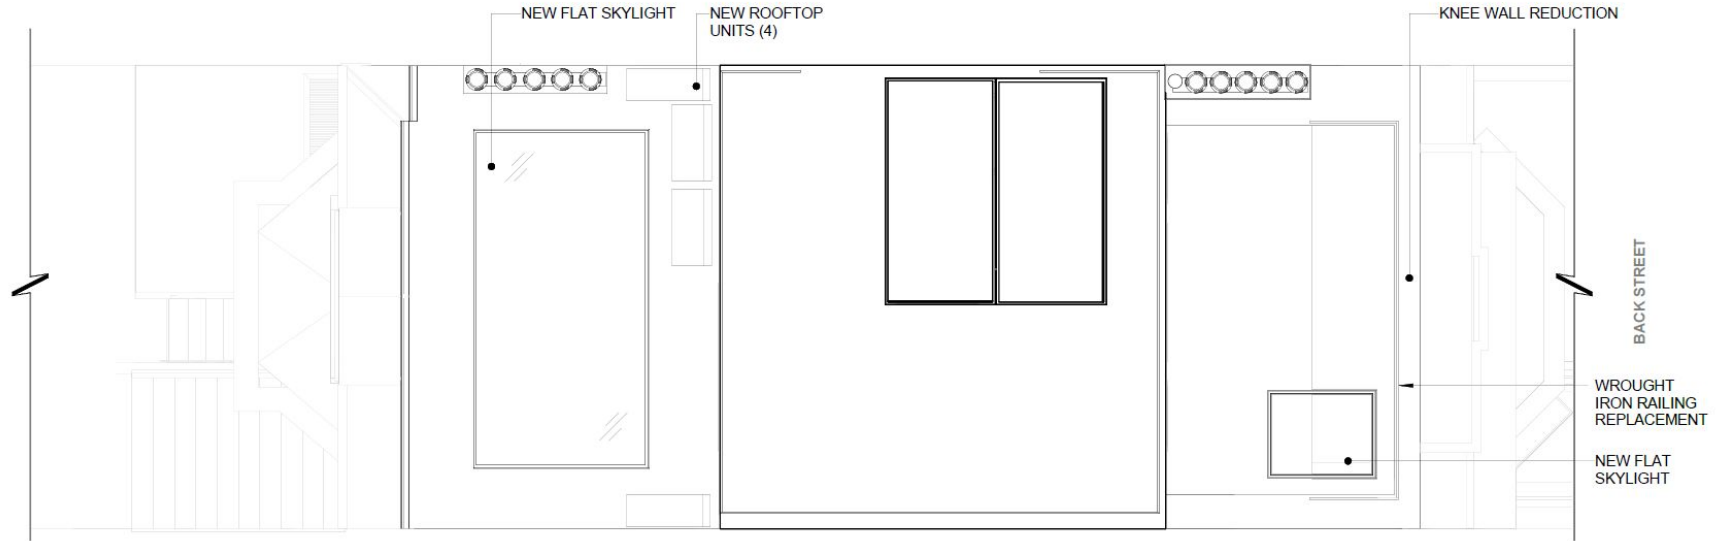 NEW FLAT SKYLIGHT
NEW ROOFTOP
UNITS (4)
KNEE WALL REDUCTION
BACK STREET
WROUGHT
IRON RAILING
REPLACEMENT
NEW FLAT
SKYLIGHT